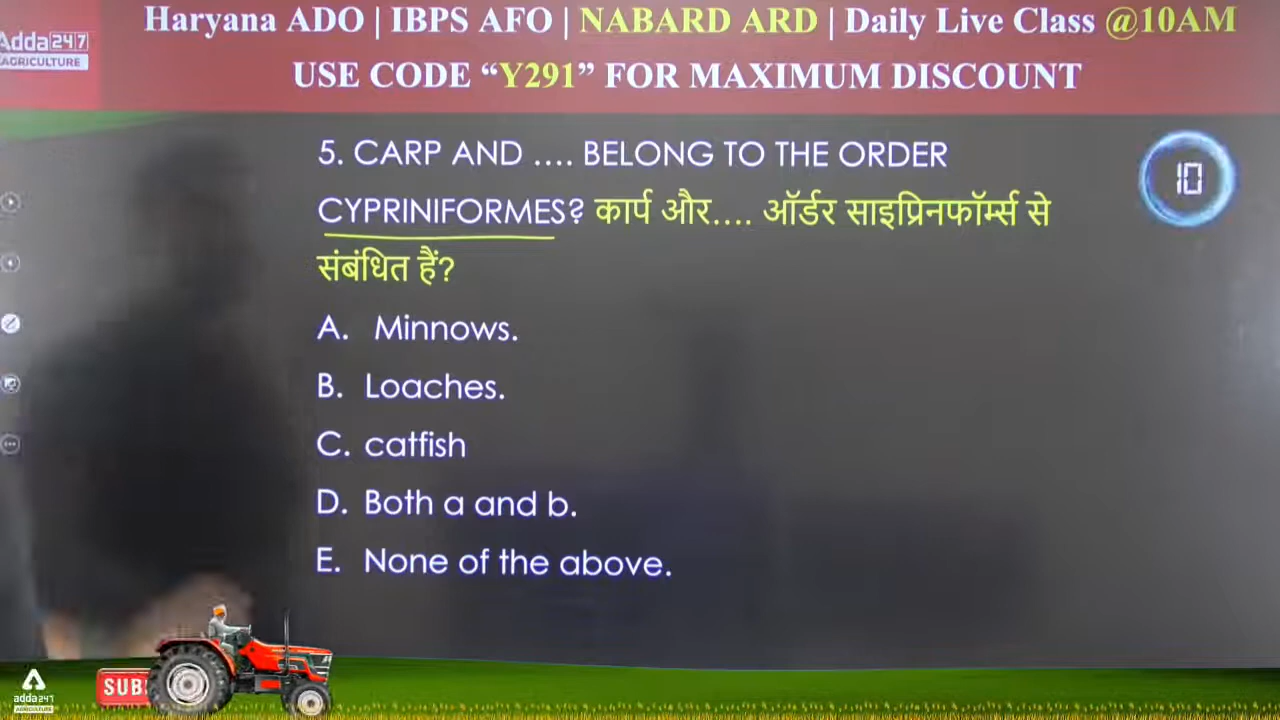 Haryana ADO | IBPS AFO | NABARD ARD | Daily Live Class @10AM
Adda247
AGRICULTURE
USE CODE “Y291” FOR MAXIMUM DISCOUNT
5. CARP AND .... BELONG TO THE ORDER
CYPRINIFORMES? कार्प और.... ऑर्डर साइप्रिनफॉर्म्स से
संबंधित हैं?
10
A. Minnows.
B. Loaches.
C. catfish
D. Both a and b.
E. None of the above.
SUB
adda247
AGRICULTURE